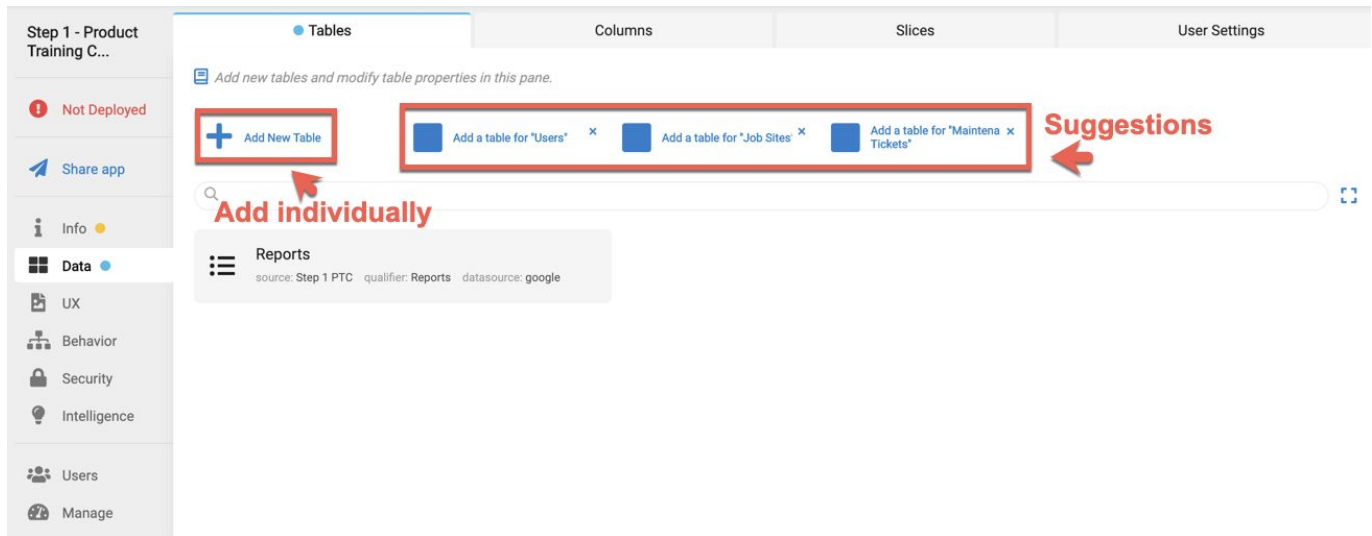 Step 1 - Product
Training C...
Not Deployed
Share app
Info
Data
UX
Behavior
Security
Intelligence
Users
Manage
Tables
Columns
Slices
User Settings
Add new tables and modify table properties in this pane.
Add New Table
Add a table for "Users" ×
Add a table for "Job Sites' ×
Add a table for "Maintena ×
Tickets"
Suggestions
Add individually
Reports
source: Step 1 PTC qualifier: Reports datasource: google